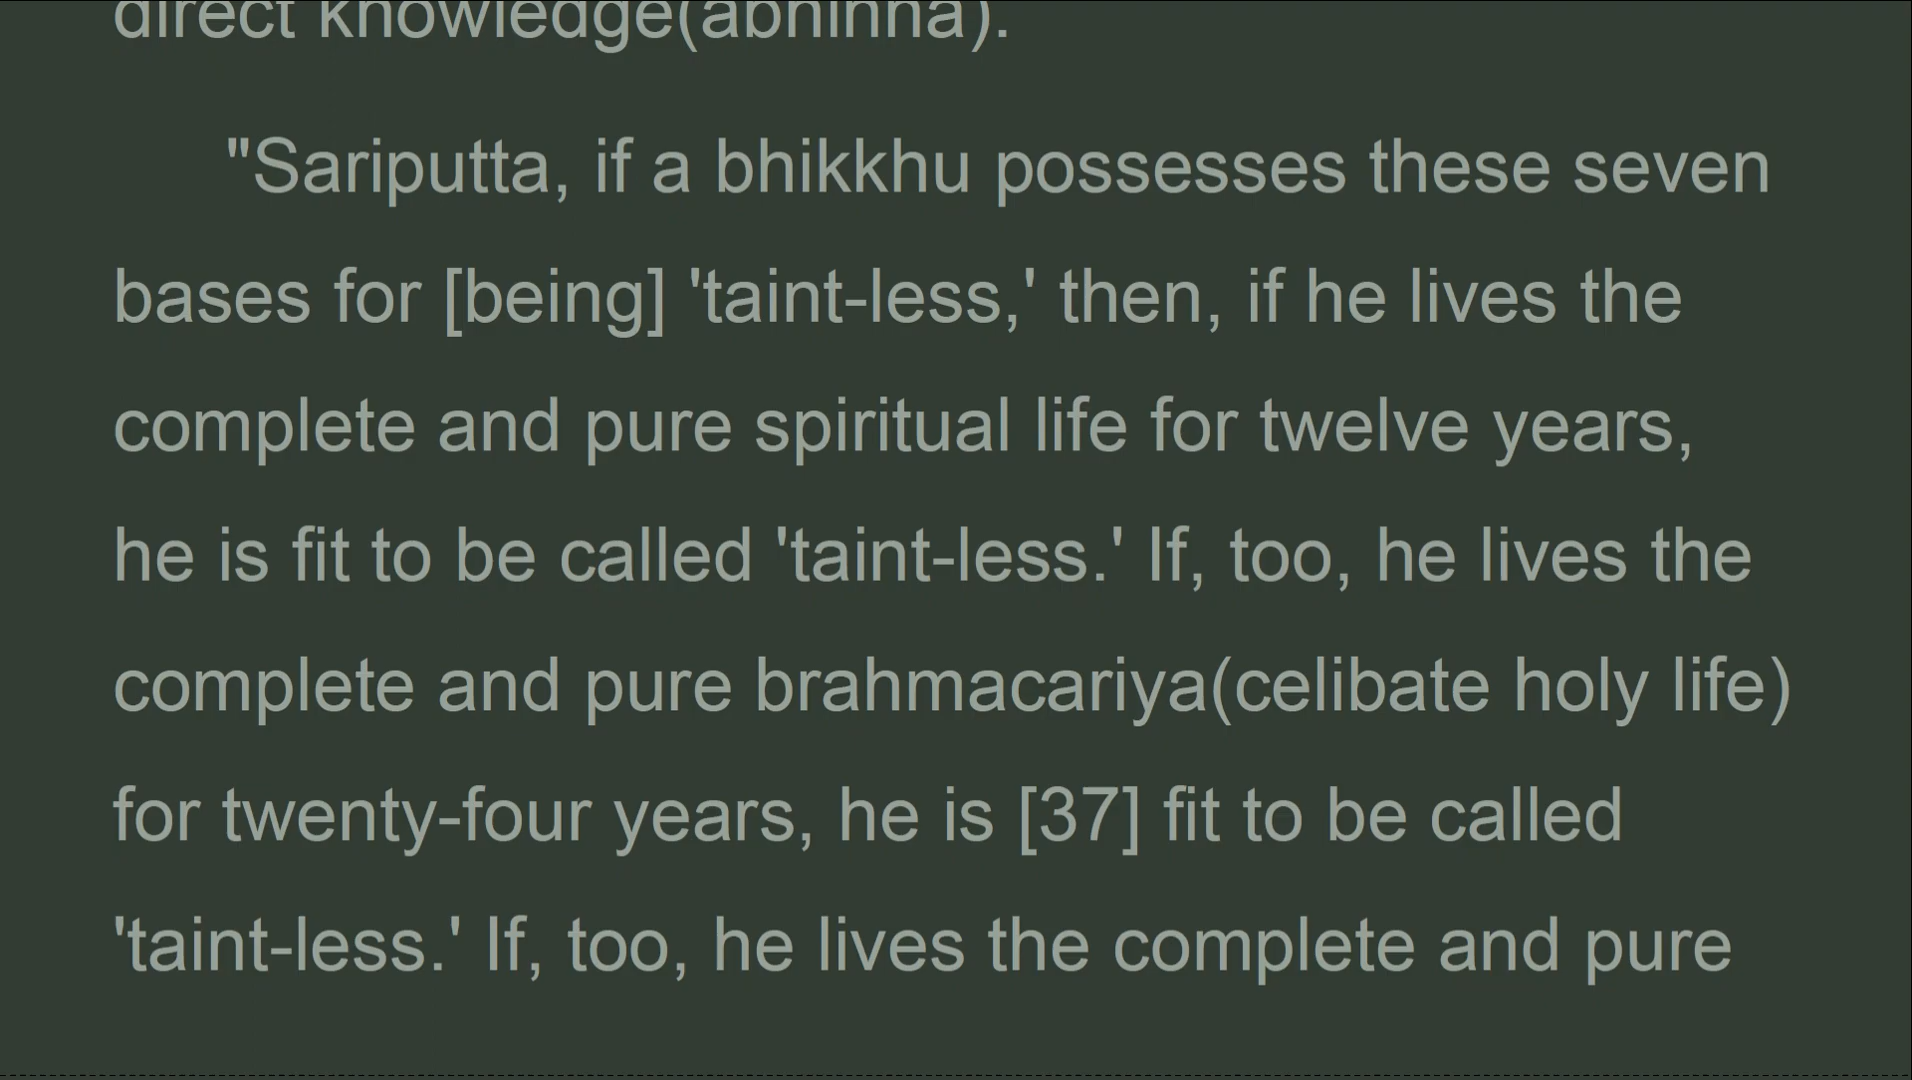 direct knowledge(abhinna).
"Sariputta, if a bhikkhu possesses these seven
bases for [being] 'taint-less,' then, if he lives the
complete and pure spiritual life for twelve years,
he is fit to be called 'taint-less.' If, too, he lives the
complete and pure brahmacariya(celibate holy life)
for twenty-four years, he is [37] fit to be called
'taint-less.' If, too, he lives the complete and pure